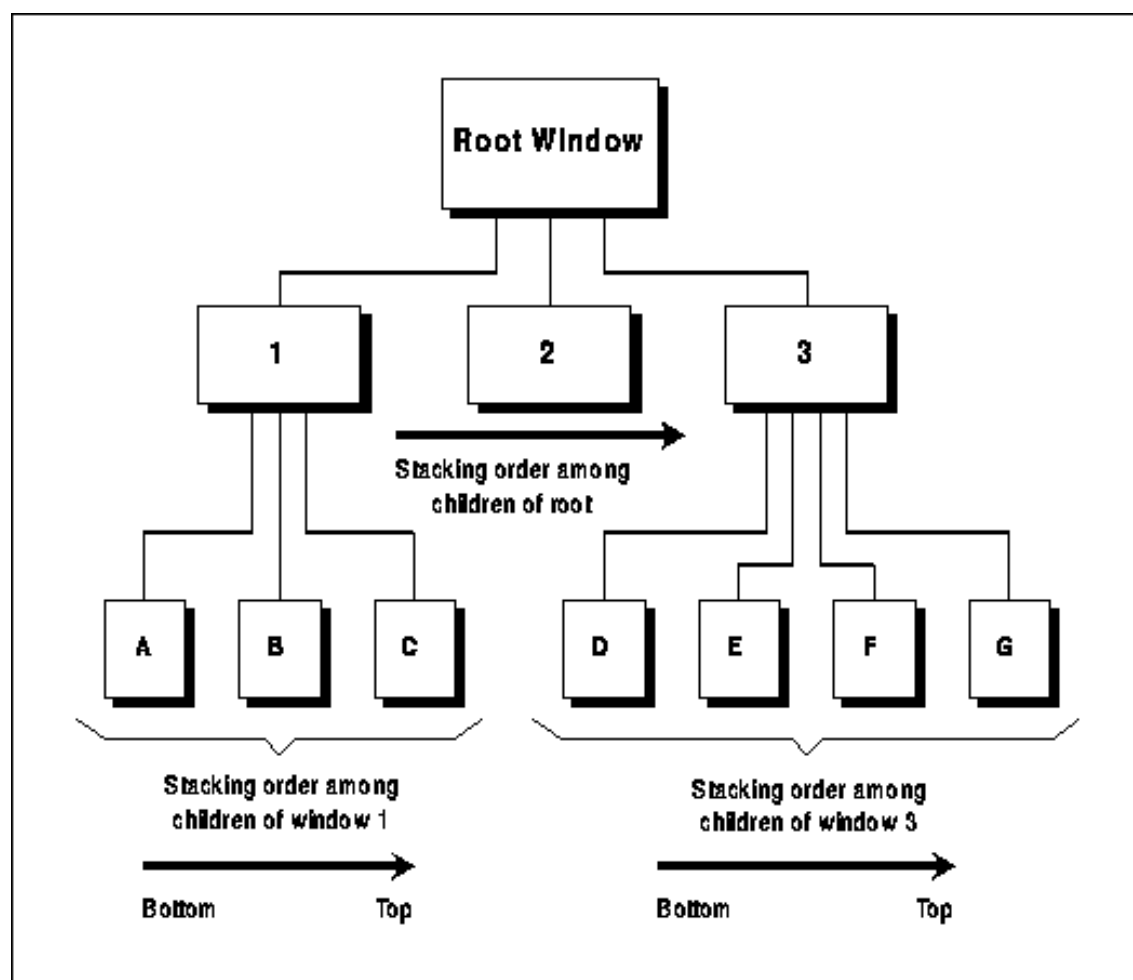 Root Window
1
2
3
Stacking order among
children of root
A
B
C
D
E
F
G
Stacking order among
children of window 1
Bottom
Top
Stacking order among
children of window 3
Bottom
Top